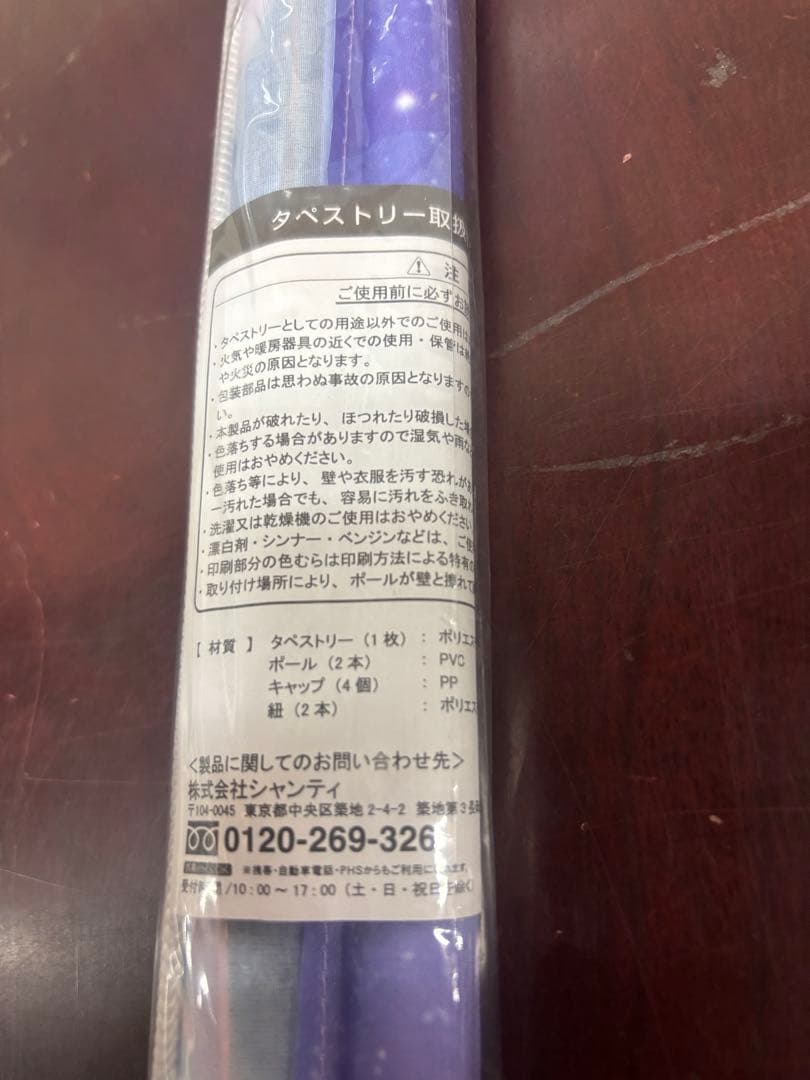 タペストリー取扱
注
ご使用前に必ずお
・タペストリーとしての用途以外でのご使用は
・火気や暖房器具の近くでの使用・保管は
や火災の原因となります。
・包装部品は思わぬ事故の原因となりますの
い。
・本製品が破れたり、ほつれたり破損した場
・色落ちする場合がありますので湿気や雨な
使用はおやめください。
・色落ち等により、壁や衣服を汚す恐れがあ
一汚れた場合でも、容易に汚れをふき取れ
・洗濯又は乾燥機のご使用はおやめください
・漂白剤・シンナー・ベンジンなどは、ご使
・印刷部分の色むらは印刷方法による特有の
・取り付け場所により、ポールが壁と擦れて
【 材質 】 タペストリー（１枚）： ポリエス
ポール（２本） ： PVC
キャップ（４個） ： PP
紐（２本） ： ポリエス
＜製品に関してのお問い合わせ先＞
株式会社シャンティ
〒104-0045 東京都中央区築地2-4-2 築地第３長
0120-269-326
※携帯・自動車電話・PHSからもご利用になれます。
受付時間/10：00～17：00（土・日・祝日を除く）